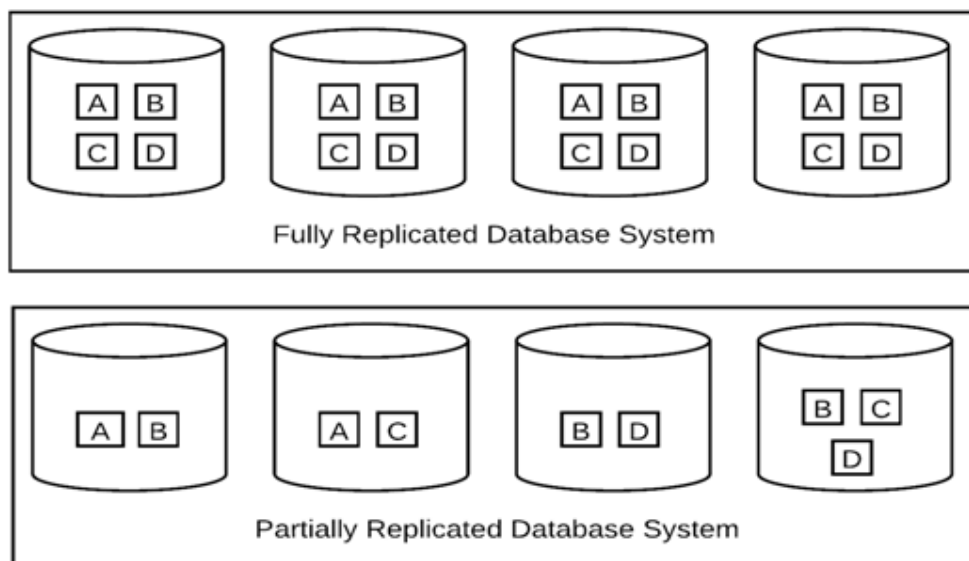 A B A B A B A B
C D C D C D C D
Fully Replicated Database System
B C
A B A C B D
D
Partially Replicated Database System